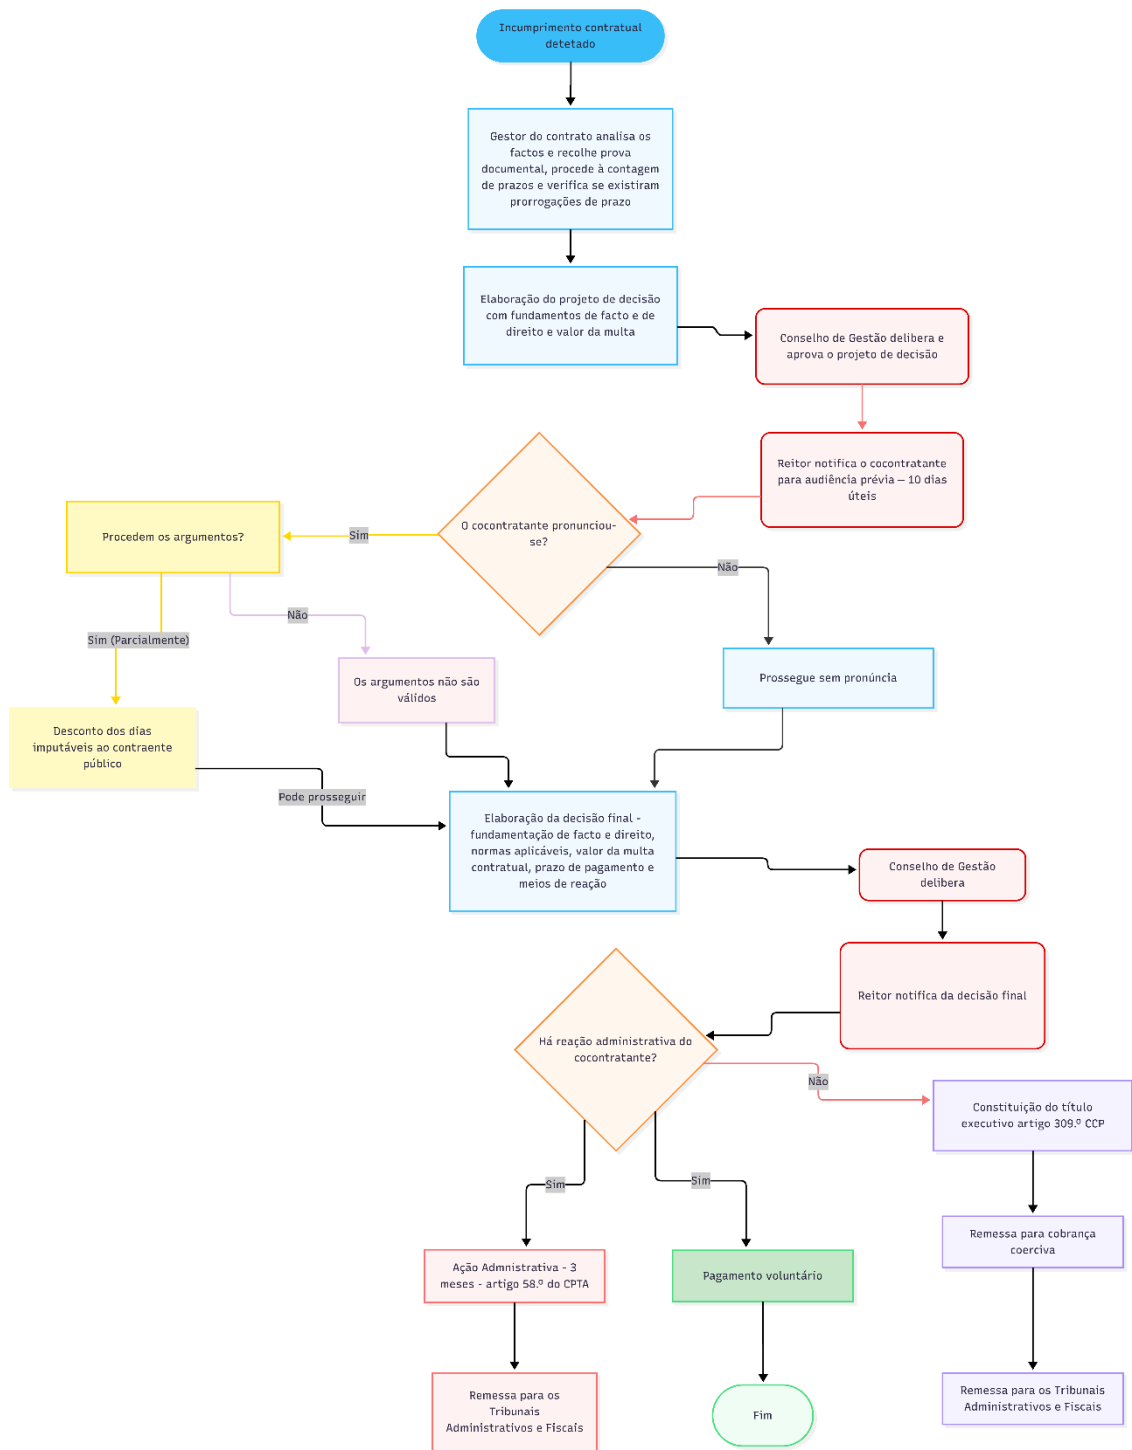 Incumprimento contratual
detetado
Gestor do contrato analisa os
factos e recolhe prova
documental, procede à contagem
de prazos e verifica se existiram
prorrogações de prazo
Elaboração do projeto de decisão
com fundamentos de facto e de
direito e valor da multa
Conselho de Gestão delibera e
aprova o projeto de decisão
Reitor notifica o cocontratante
para audiência prévia – 10 dias
úteis
O cocontratante pronunciou-
se?
Sim
Procedem os argumentos?
Não
Não
Sim (Parcialmente)
Os argumentos não são
válidos
Prossegue sem pronúncia
Desconto dos dias
imputáveis ao contraente
público
Pode prosseguir
Elaboração da decisão final -
fundamentação de facto e direito,
normas aplicáveis, valor da multa
contratual, prazo de pagamento e
meios de reação
Conselho de Gestão
delibera
Reitor notifica da decisão final
Há reação administrativa do
cocontratante?
Não
Constituição do título
executivo artigo 309.º CCP
Sim
Sim
Remessa para cobrança
coerciva
Ação Admnistrativa - 3
meses - artigo 58.º do CPTA
Pagamento voluntário
Remessa para os
Tribunais
Administrativos e Fiscais
Fim
Remessa para os Tribunais
Administrativos e Fiscais